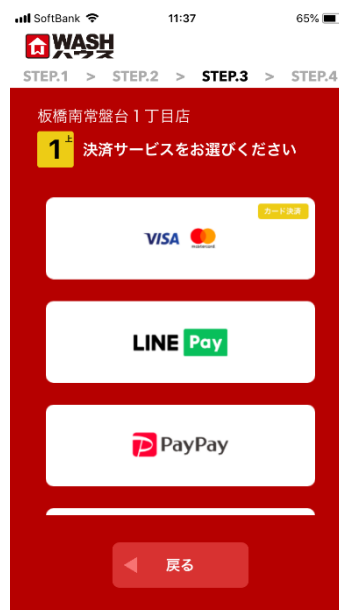 SoftBank 11:37 65%
WASH
ハウス
STEP.1 > STEP.2 > STEP.3 > STEP.4
板橋南常盤台1丁目店
1上 決済サービスをお選びください
カード決済
VISA mastercard
LINE Pay
PayPay
戻る